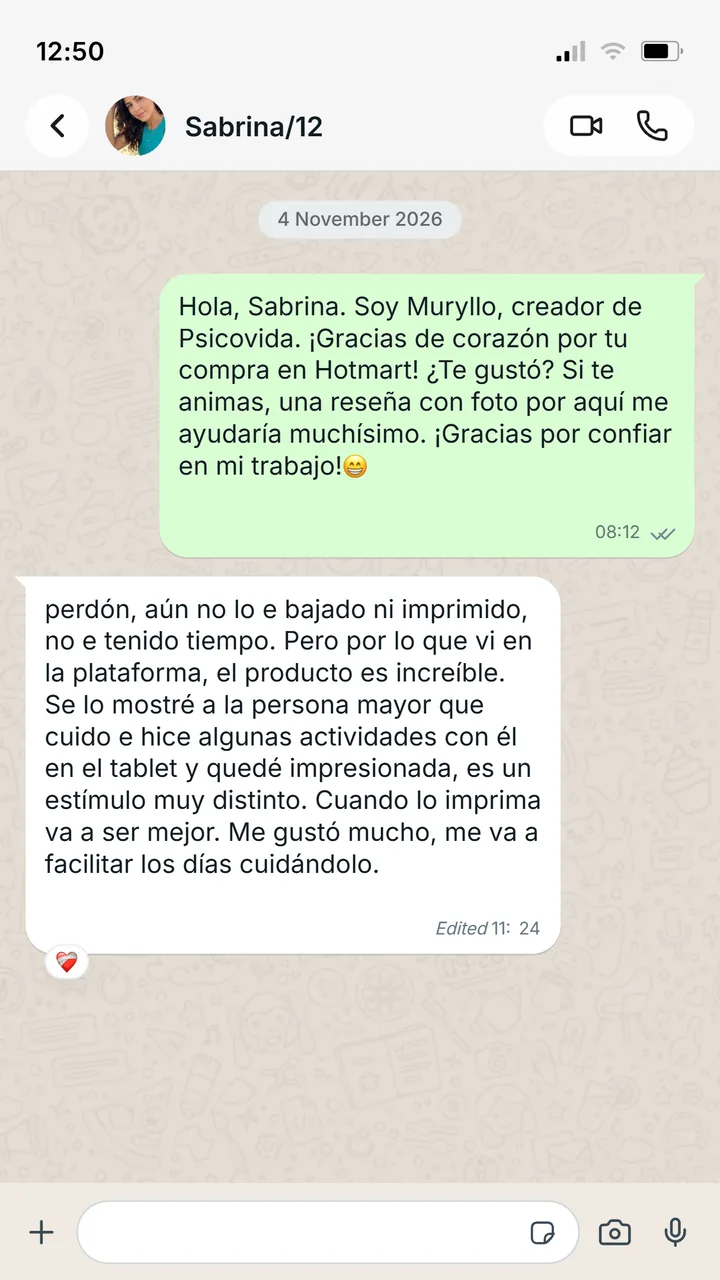 12:50
Sabrina/12
4 November 2026
Hola, Sabrina. Soy Muryllo, creador de
Psicovida. ¡Gracias de corazón por tu
compra en Hotmart! ¿Te gustó? Si te
animas, una reseña con foto por aquí me
ayudaría muchísimo. ¡Gracias por confiar
en mi trabajo!😁
08:12
perdón, aún no lo e bajado ni imprimido,
no e tenido tiempo. Pero por lo que vi en
la plataforma, el producto es increíble.
Se lo mostré a la persona mayor que
cuido e hice algunas actividades con él
en el tablet y quedé impresionada, es un
estímulo muy distinto. Cuando lo imprima
va a ser mejor. Me gustó mucho, me va a
facilitar los días cuidándolo.
Edited 11: 24